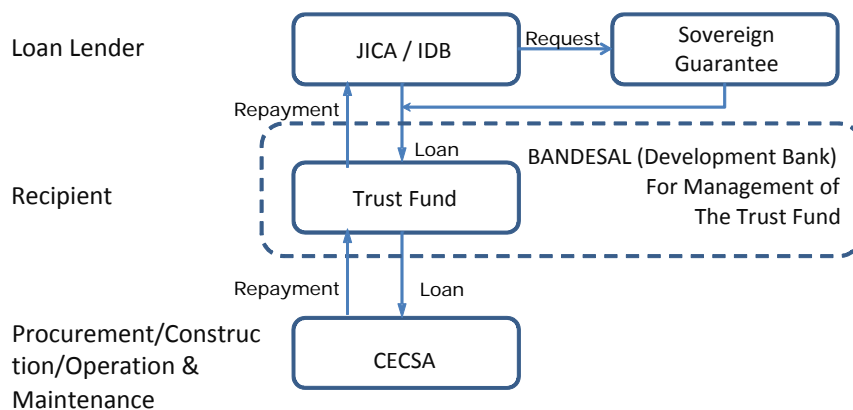 Loan Lender
JICA / IDB
Request
Sovereign
Guarantee
Repayment
Loan
BANDESAL (Development Bank)
For Management of
The Trust Fund
Recipient
Trust Fund
Repayment
Loan
Procurement/Construc
tion/Operation &
Maintenance
CECSA